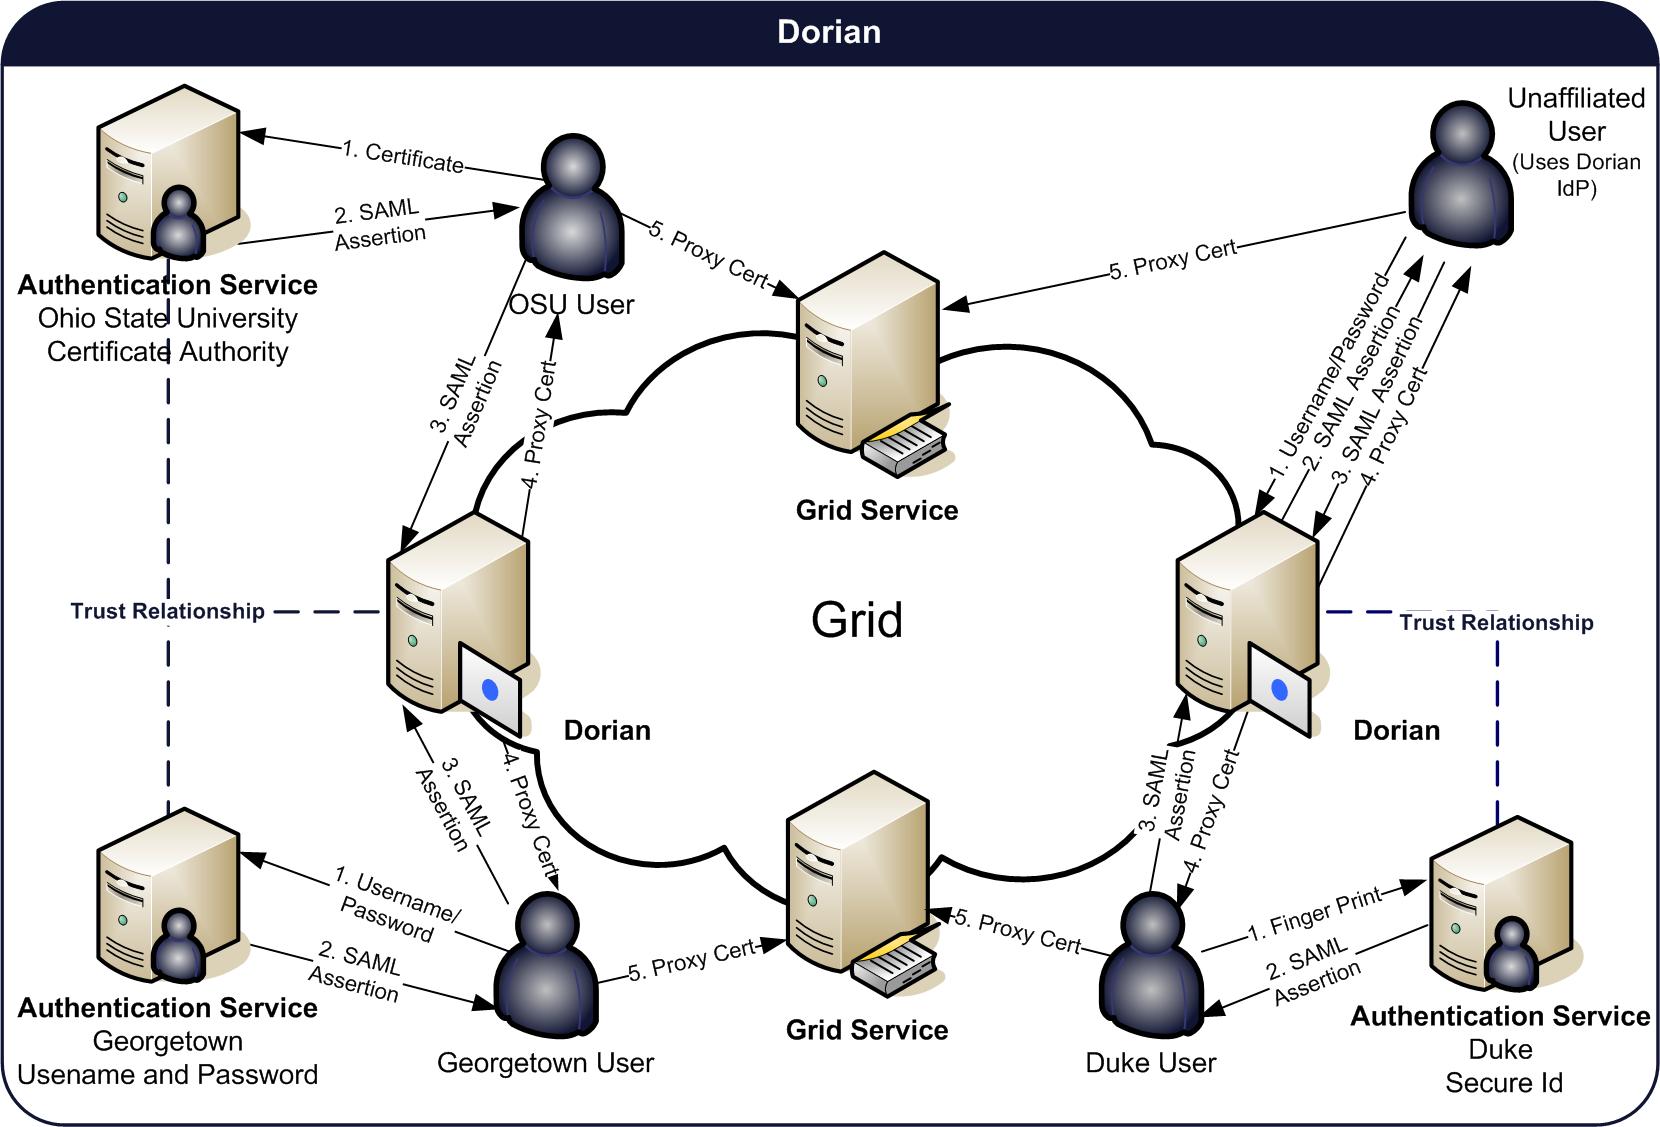 Dorian
Unaffiliated
User
(Uses Dorian
IdP)
1. Certificate
2. SAML
Assertion
5. Proxy Cert
5. Proxy Cert
Authentication Service
Ohio State University
Certificate Authority
OSU User
3. SAML
Assertion
4. Proxy Cert
1. Username/Password
2. SAML Assertion
3. SAML Assertion
4. Proxy Cert
Grid Service
Grid
Trust Relationship
Trust Relationship
Dorian
Dorian
3. SAML
Assertion
4. Proxy Cert
3. SAML
Assertion
4. Proxy Cert
1. Username/
Password
2. SAML
Assertion
5. Proxy Cert
5. Proxy Cert
1. Finger Print
2. SAML
Assertion
Authentication Service
Georgetown
Usename and Password
Georgetown User
Grid Service
Duke User
Authentication Service
Duke
Secure Id